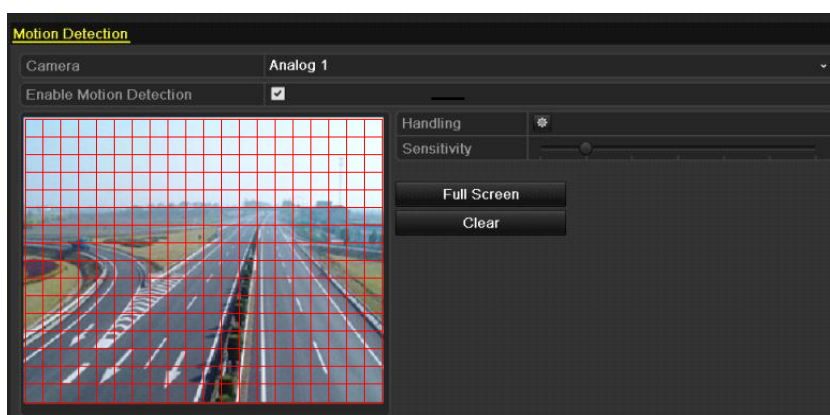 Motion Detection
Camera Analog 1
Enable Motion Detection
Handling
Sensitivity
Full Screen
Clear